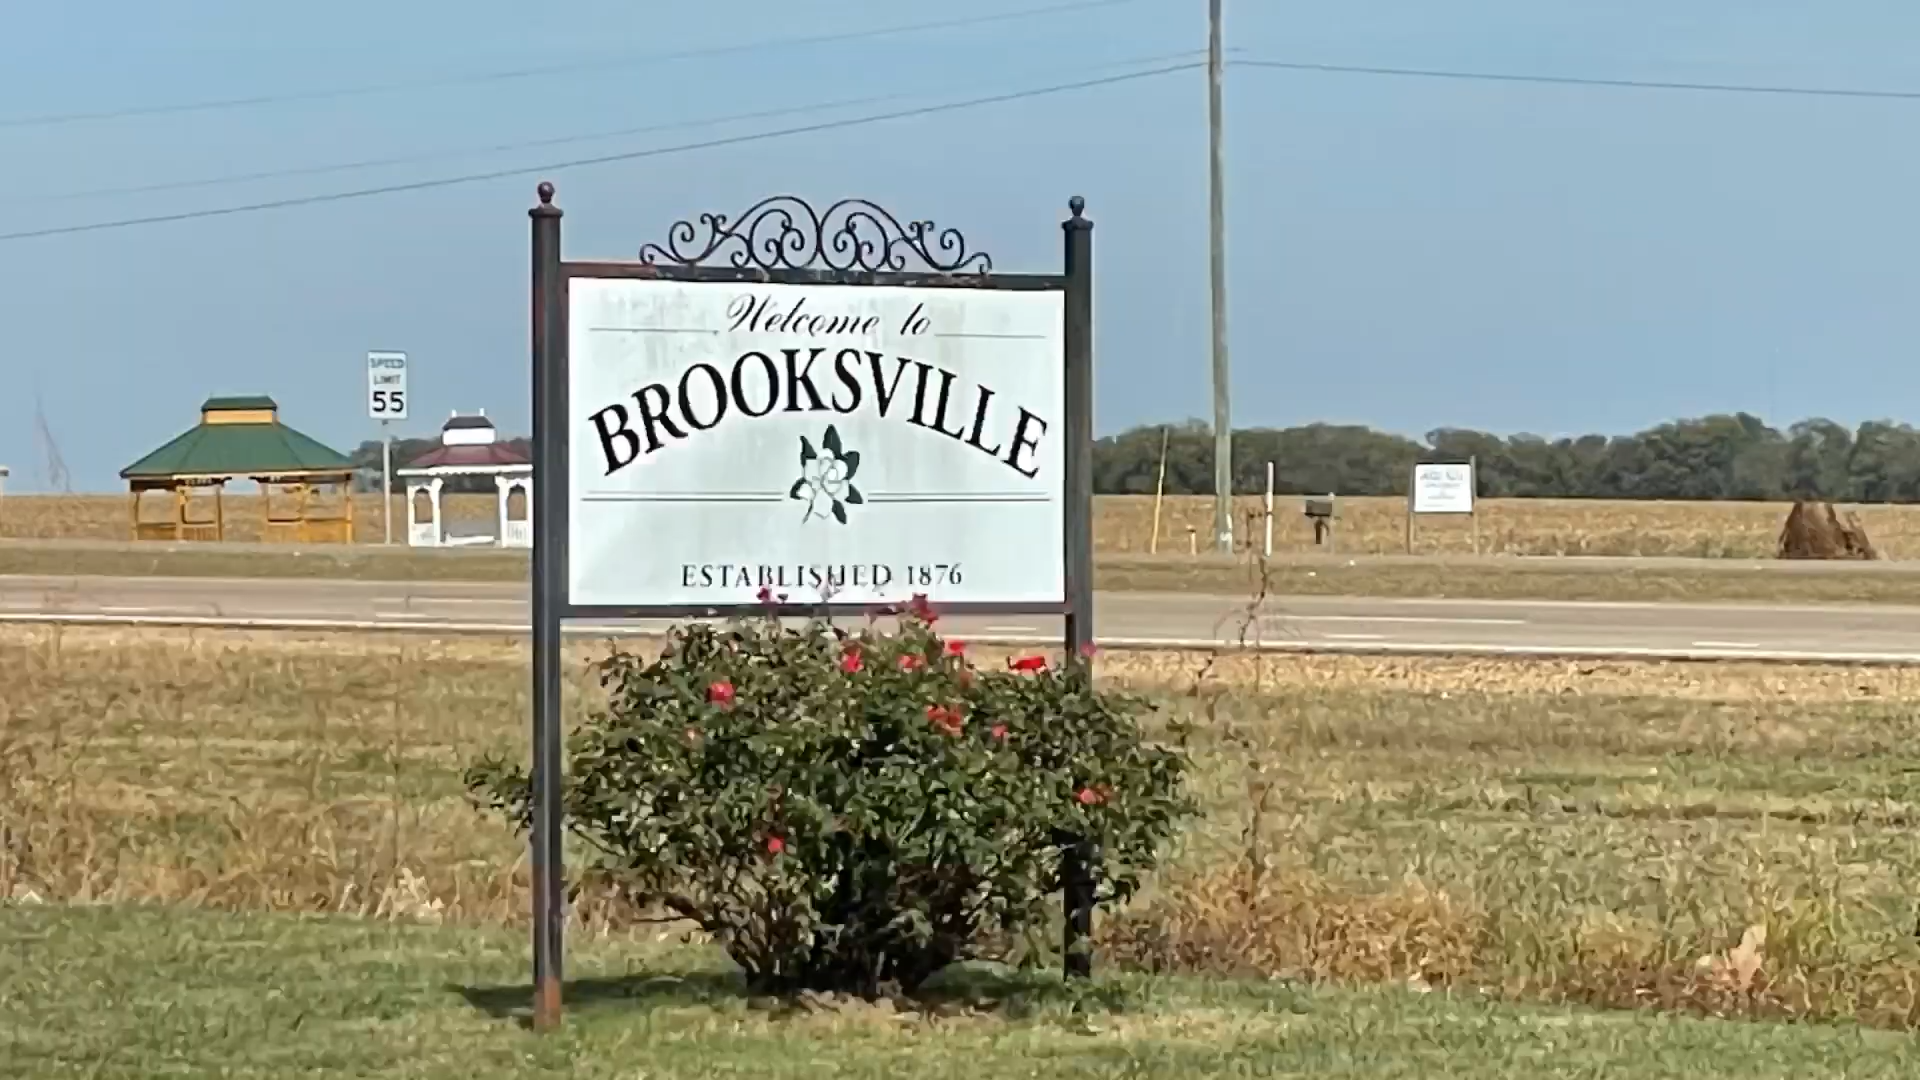 Welcome to
BROOKSVILLE
ESTABLISHED 1876
SPEED
LIMIT
55